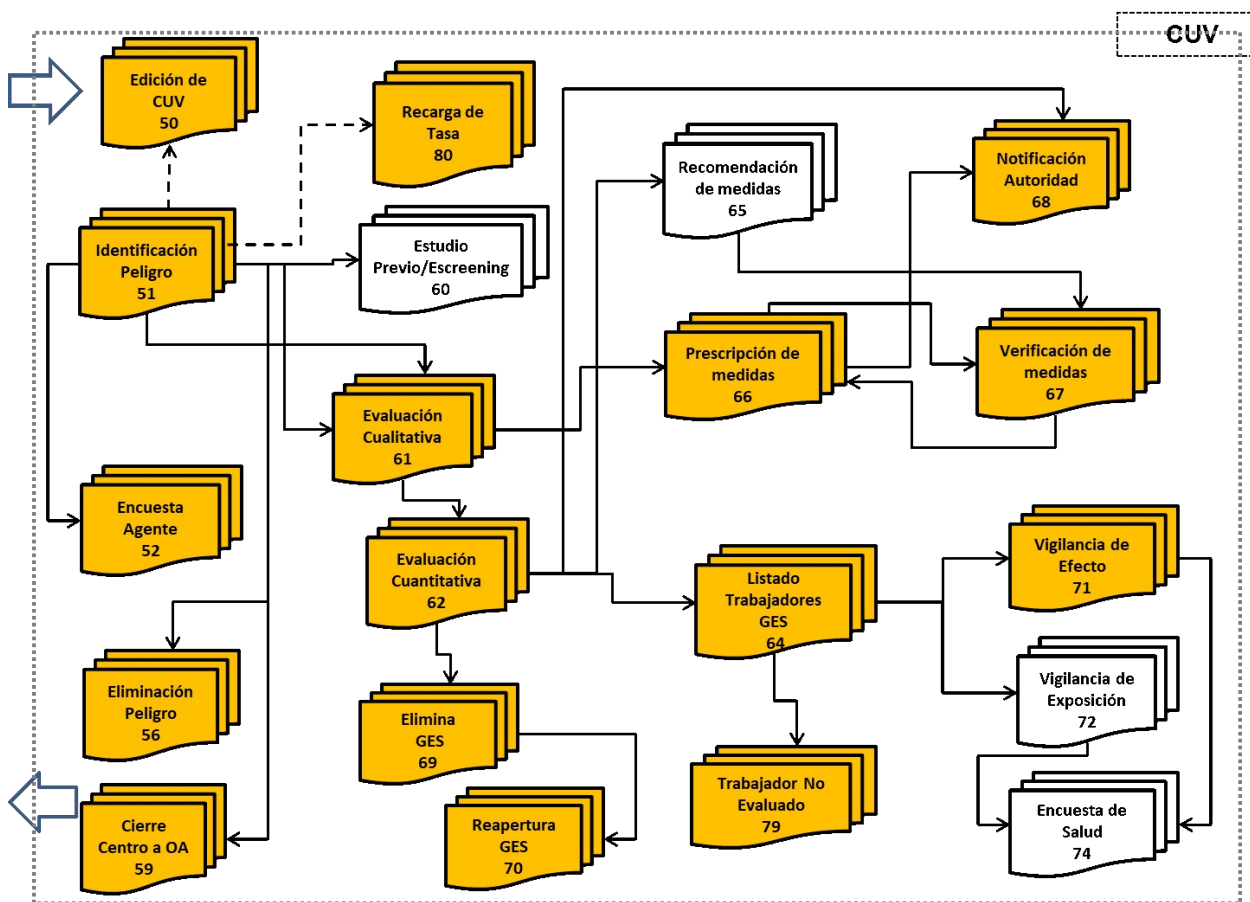 CUV
Edición de
CUV
50
Recarga de
Tasa
80
Recomendación
de medidas
65
Notificación
Autoridad
68
Identificación
Peligro
51
Estudio
Previo/Escreening
60
Prescripción de
medidas
66
Verificación de
medidas
67
Evaluación
Cualitativa
61
Encuesta
Agente
52
Evaluación
Cuantitativa
62
Listado
Trabajadores
GES
64
Vigilancia de
Efecto
71
Eliminación
Peligro
56
Elimina
GES
69
Vigilancia de
Exposición
72
Cierre
Centro a OA
59
Reapertura
GES
70
Trabajador No
Evaluado
79
Encuesta de
Salud
74